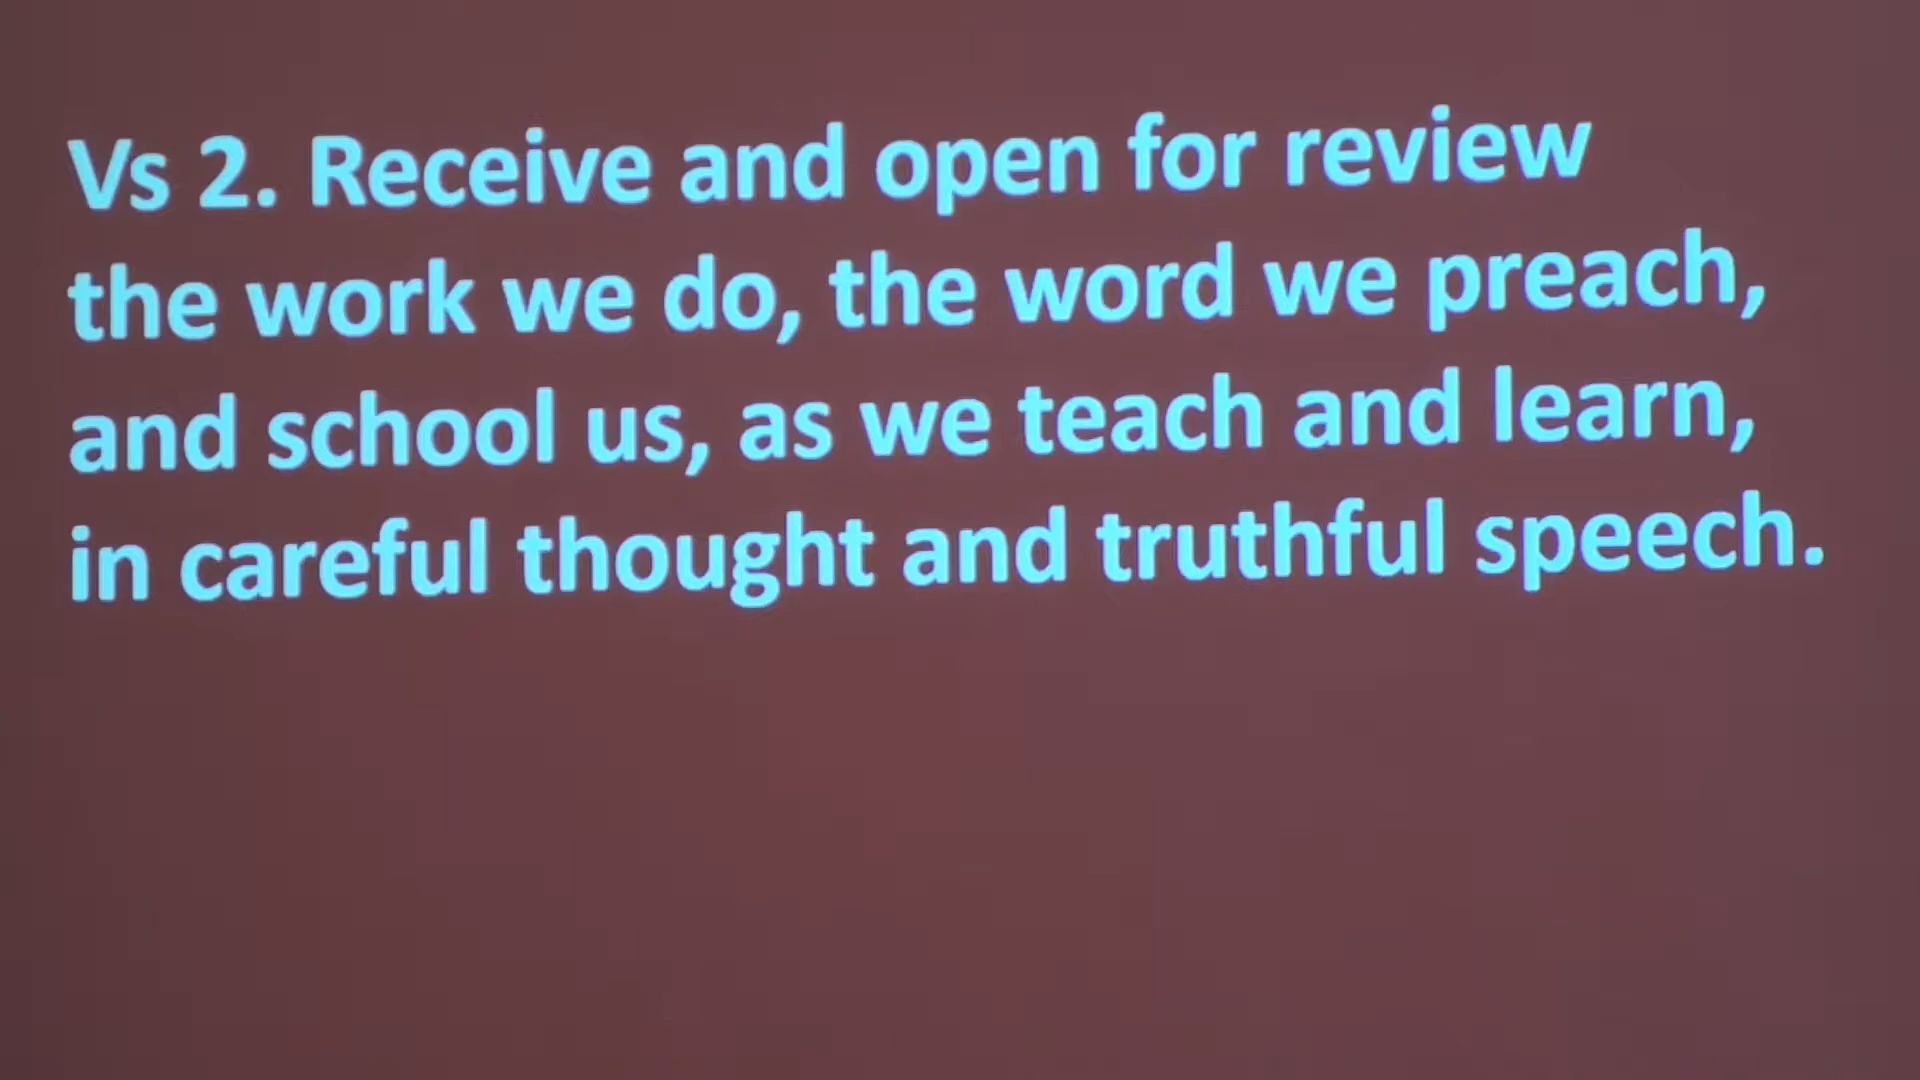 Vs 2. Receive and open for review
the work we do, the word we preach,
and school us, as we teach and learn,
in careful thought and truthful speech.